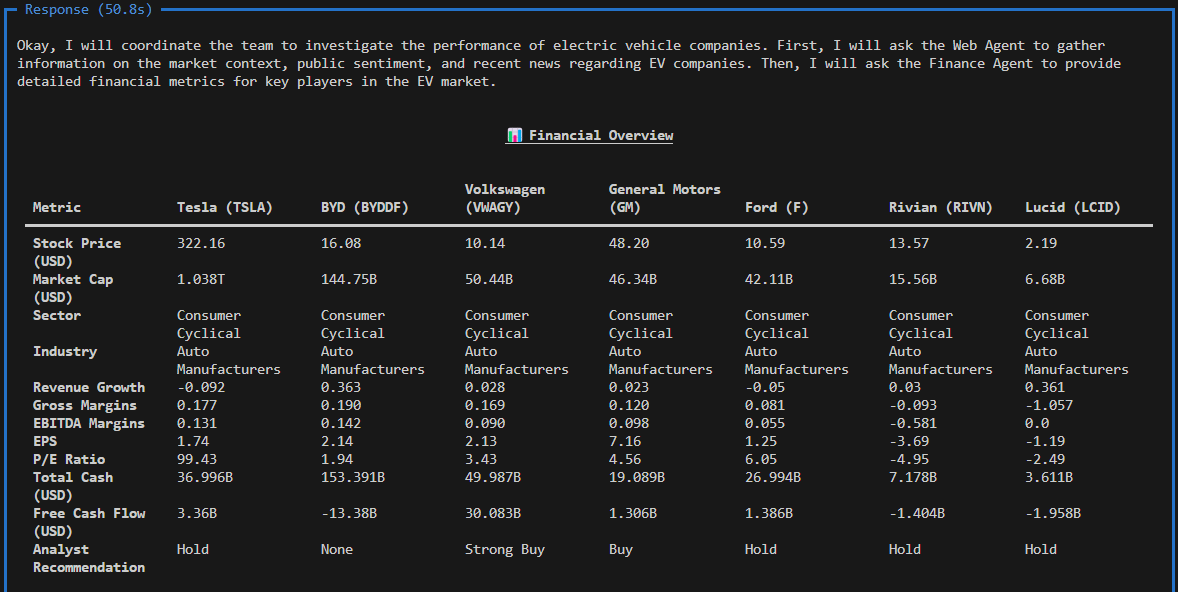 Response (50.8s)
Okay, I will coordinate the team to investigate the performance of electric vehicle companies. First, I will ask the Web Agent to gather
information on the market context, public sentiment, and recent news regarding EV companies. Then, I will ask the Finance Agent to provide
detailed financial metrics for key players in the EV market.
📊 Financial Overview
Volkswagen General Motors
Metric Tesla (TSLA) BYD (BYDDF) (VWAGY) (GM) Ford (F) Rivian (RIVN) Lucid (LCID)
Stock Price 322.16 16.08 10.14 48.20 10.59 13.57 2.19
(USD)
Market Cap 1.038T 144.75B 50.44B 46.34B 42.11B 15.56B 6.68B
(USD)
Sector Consumer Consumer Consumer Consumer Consumer Consumer Consumer
Cyclical Cyclical Cyclical Cyclical Cyclical Cyclical Cyclical
Industry Auto Auto Auto Auto Auto Auto Auto
Manufacturers Manufacturers Manufacturers Manufacturers Manufacturers Manufacturers Manufacturers
Revenue Growth -0.092 0.363 0.028 0.023 -0.05 0.03 0.361
Gross Margins 0.177 0.190 0.169 0.120 0.081 -0.093 -1.057
EBITDA Margins 0.131 0.142 0.090 0.098 0.055 -0.581 0.0
EPS 1.74 2.14 2.13 7.16 1.25 -3.69 -1.19
P/E Ratio 99.43 1.94 3.43 4.56 6.05 -4.95 -2.49
Total Cash 36.996B 153.391B 49.987B 19.089B 26.994B 7.178B 3.611B
(USD)
Free Cash Flow 3.36B -13.38B 30.083B 1.306B 1.386B -1.404B -1.958B
(USD)
Analyst Hold None Strong Buy Buy Hold Hold Hold
Recommendation